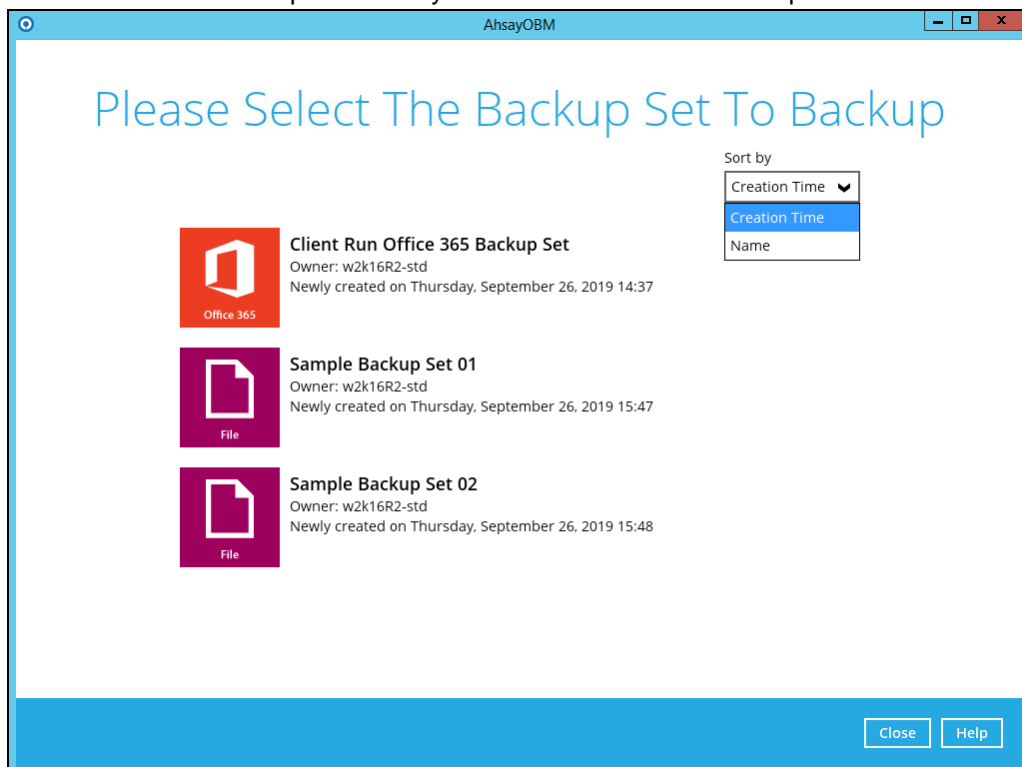 AhsayOBM
Please Select The Backup Set To Backup
Sort by
Creation Time
Creation Time
Name
Office 365
Client Run Office 365 Backup Set
Owner: w2k16R2-std
Newly created on Thursday, September 26, 2019 14:37
File
Sample Backup Set 01
Owner: w2k16R2-std
Newly created on Thursday, September 26, 2019 15:47
File
Sample Backup Set 02
Owner: w2k16R2-std
Newly created on Thursday, September 26, 2019 15:48
Close
Help